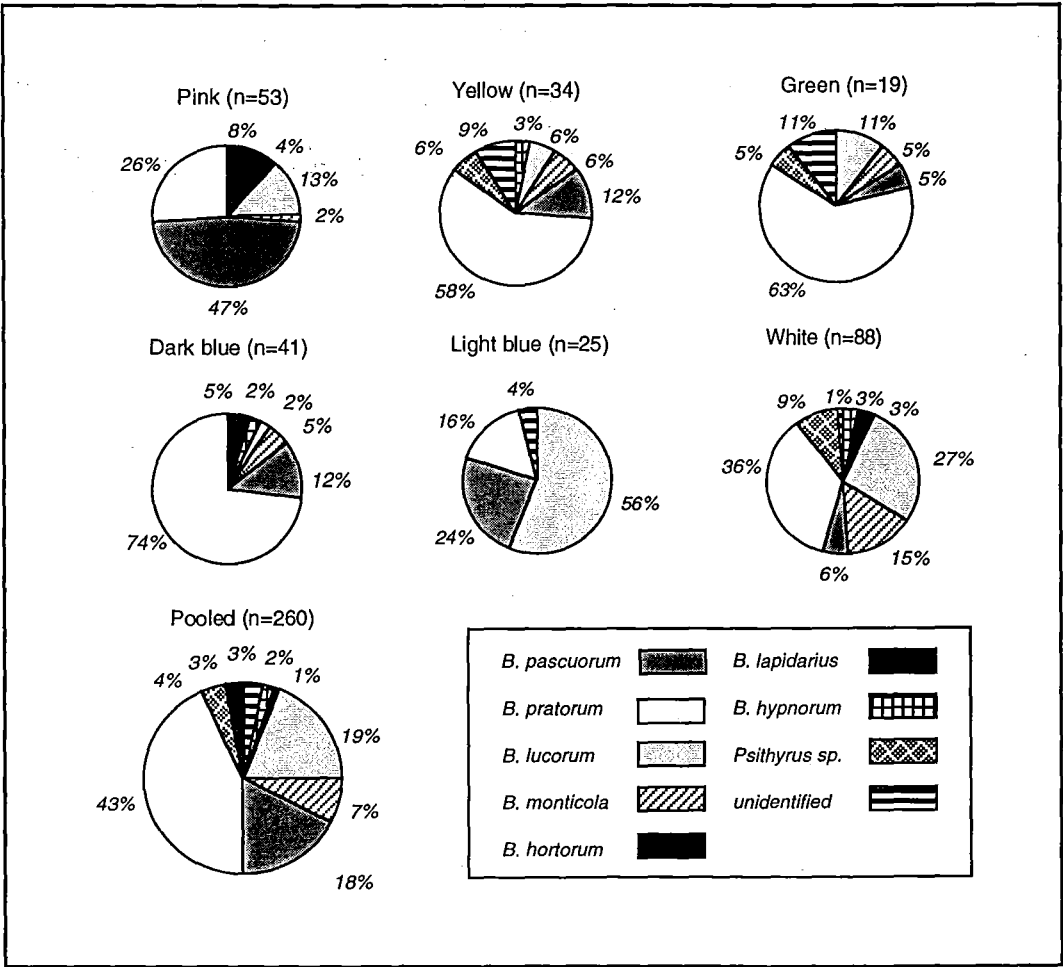 Pink (n=53)
8%
4%
13%
2%
47%
26%
Yellow (n=34)
3%
6%
6%
12%
58%
6%
9%
Green (n=19)
11%
5%
5%
63%
5%
11%
Dark blue (n=41)
5%
2%
2%
5%
12%
74%
Light blue (n=25)
4%
56%
24%
16%
White (n=88)
1%
3%
3%
27%
15%
6%
36%
9%
Pooled (n=260)
3%
2%
1%
19%
7%
18%
43%
4%
3%
B. pascuorum
B. pratorum
B. lucorum
B. monticola
B. hortorum
B. lapidarius
B. hypnorum
Psithyrus sp.
unidentified